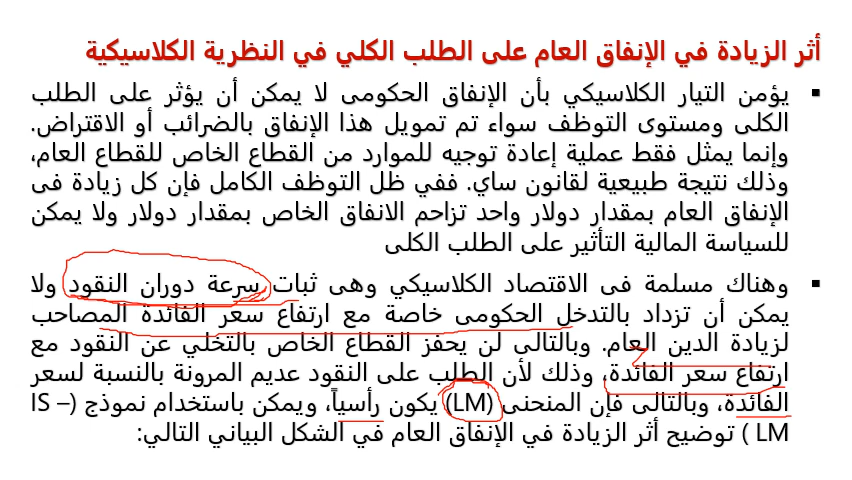 أثر الزيادة في الإنفاق العام على الطلب الكلي في النظرية الكلاسيكية
▪ يؤمن التيار الكلاسيكي بأن الإنفاق الحكومى لا يمكن أن يؤثر على الطلب
الكلى ومستوى التوظف سواء تم تمويل هذا الإنفاق بالضرائب أو الاقتراض.
وإنما يمثل فقط عملية إعادة توجيه للموارد من القطاع الخاص للقطاع العام،
وذلك نتيجة طبيعية لقانون ساي. ففي ظل التوظف الكامل فإن كل زيادة فى
الإنفاق العام بمقدار دولار واحد تزاحم الانفاق الخاص بمقدار دولار ولا يمكن
للسياسة المالية التأثير على الطلب الكلى
▪ وهناك مسلمة فى الاقتصاد الكلاسيكي وهى ثبات سرعة دوران النقود ولا
يمكن أن تزداد بالتدخل الحكومى خاصة مع ارتفاع سعر الفائدة المصاحب
لزيادة الدين العام. وبالتالى لن يحفز القطاع الخاص بالتخلي عن النقود مع
ارتفاع سعر الفائدة، وذلك لأن الطلب على النقود عديم المرونة بالنسبة لسعر
الفائدة، وبالتالى فإن المنحنى (LM) يكون رأسياً، ويمكن باستخدام نموذج (IS –
LM ) توضيح أثر الزيادة في الإنفاق العام في الشكل البياني التالي: